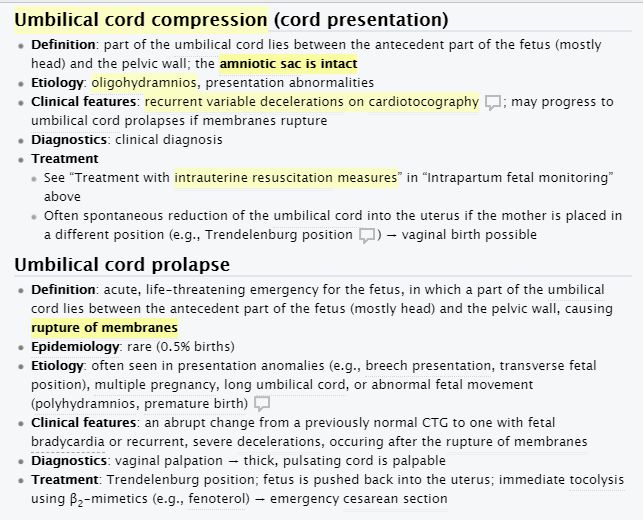 Umbilical cord compression (cord presentation)
Definition: part of the umbilical cord lies between the antecedent part of the fetus (mostly
head) and the pelvic wall; the amniotic sac is intact
Etiology: oligohydramnios, presentation abnormalities
Clinical features: recurrent variable decelerations on cardiotocography ; may progress to
umbilical cord prolapses if membranes rupture
Diagnostics: clinical diagnosis
Treatment
See “Treatment with intrauterine resuscitation measures” in “Intrapartum fetal monitoring”
above
Often spontaneous reduction of the umbilical cord into the uterus if the mother is placed in
a different position (e.g., Trendelenburg position ) → vaginal birth possible
Umbilical cord prolapse
Definition: acute, life-threatening emergency for the fetus, in which a part of the umbilical
cord lies between the antecedent part of the fetus (mostly head) and the pelvic wall, causing
rupture of membranes
Epidemiology: rare (0.5% births)
Etiology: often seen in presentation anomalies (e.g., breech presentation, transverse fetal
position), multiple pregnancy, long umbilical cord, or abnormal fetal movement
(polyhydramnios, premature birth)
Clinical features: an abrupt change from a previously normal CTG to one with fetal
bradycardia or recurrent, severe decelerations, occuring after the rupture of membranes
Diagnostics: vaginal palpation → thick, pulsating cord is palpable
Treatment: Trendelenburg position; fetus is pushed back into the uterus; immediate tocolysis
using β₂-mimetics (e.g., fenoterol) → emergency cesarean section